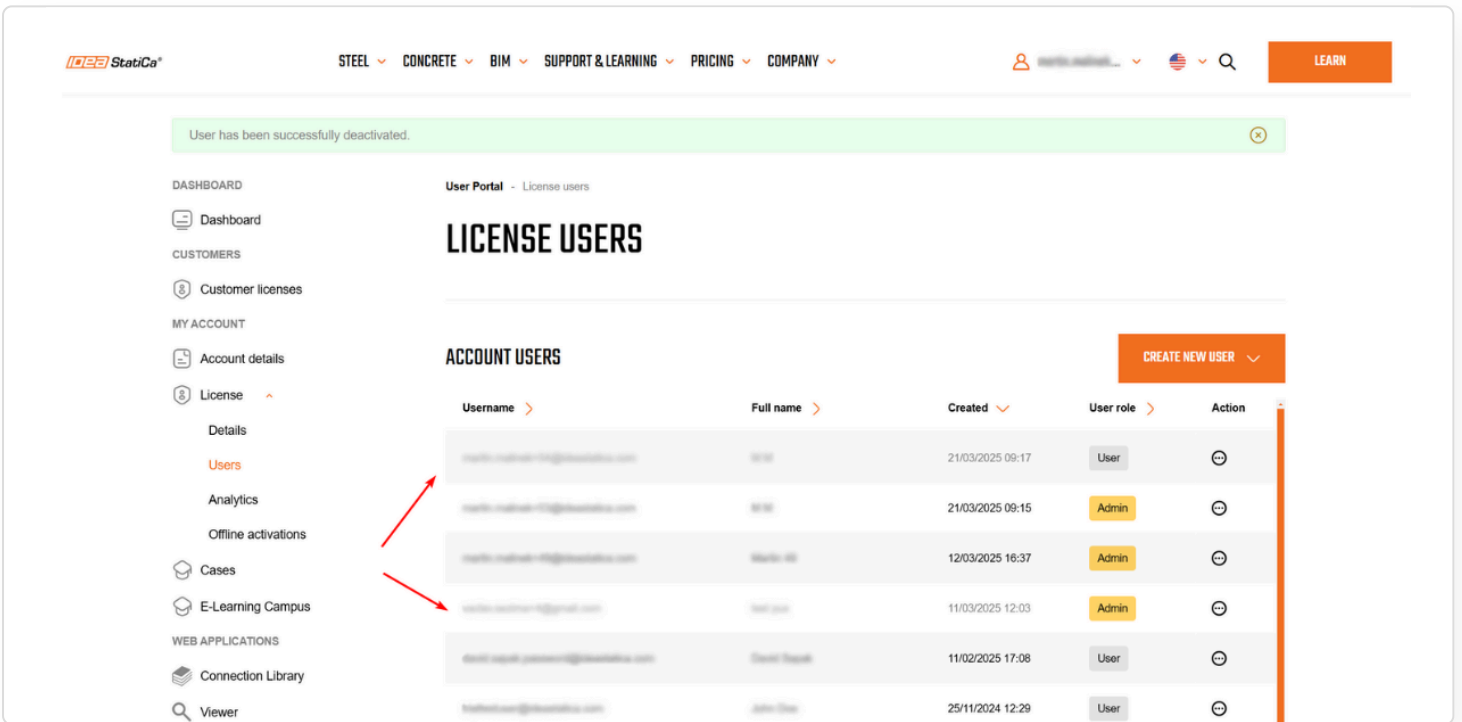 IDEA StatiCa®
STEEL CONCRETE BIM SUPPORT & LEARNING PRICING COMPANY LEARN
User has been successfully deactivated.
DASHBOARD
User Portal - License users
Dashboard
LICENSE USERS
CUSTOMERS
Customer licenses
MY ACCOUNT
Account details
ACCOUNT USERS
CREATE NEW USER
License
Username Full name Created User role Action
Details
Users
21/03/2025 09:17 User
Analytics
21/03/2025 09:15 Admin
Offline activations
12/03/2025 16:37 Admin
Cases
E-Learning Campus
11/03/2025 12:03 Admin
WEB APPLICATIONS
11/02/2025 17:08 User
Connection Library
Viewer
25/11/2024 12:29 User